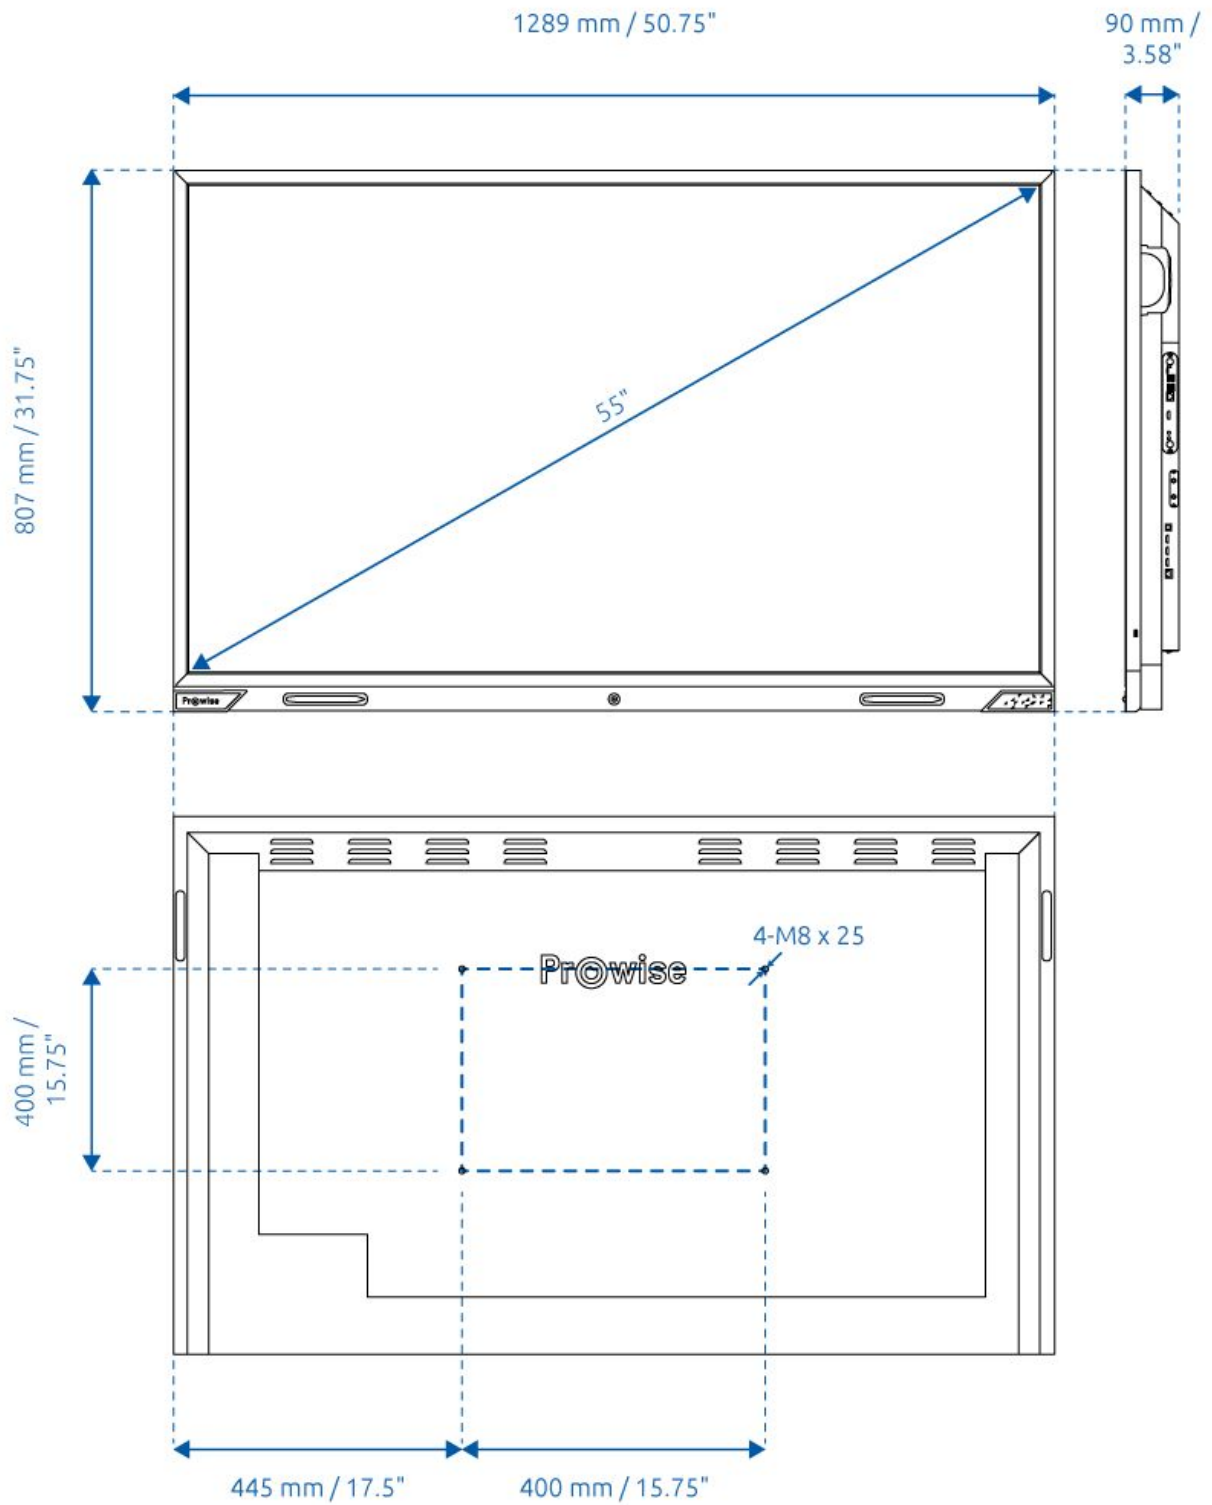 1289 mm / 50.75"
90 mm /
3.58"
807 mm / 31.75"
55"
Prowise
4-M8 x 25
Prowise
400 mm /
15.75"
445 mm / 17.5"
400 mm / 15.75"